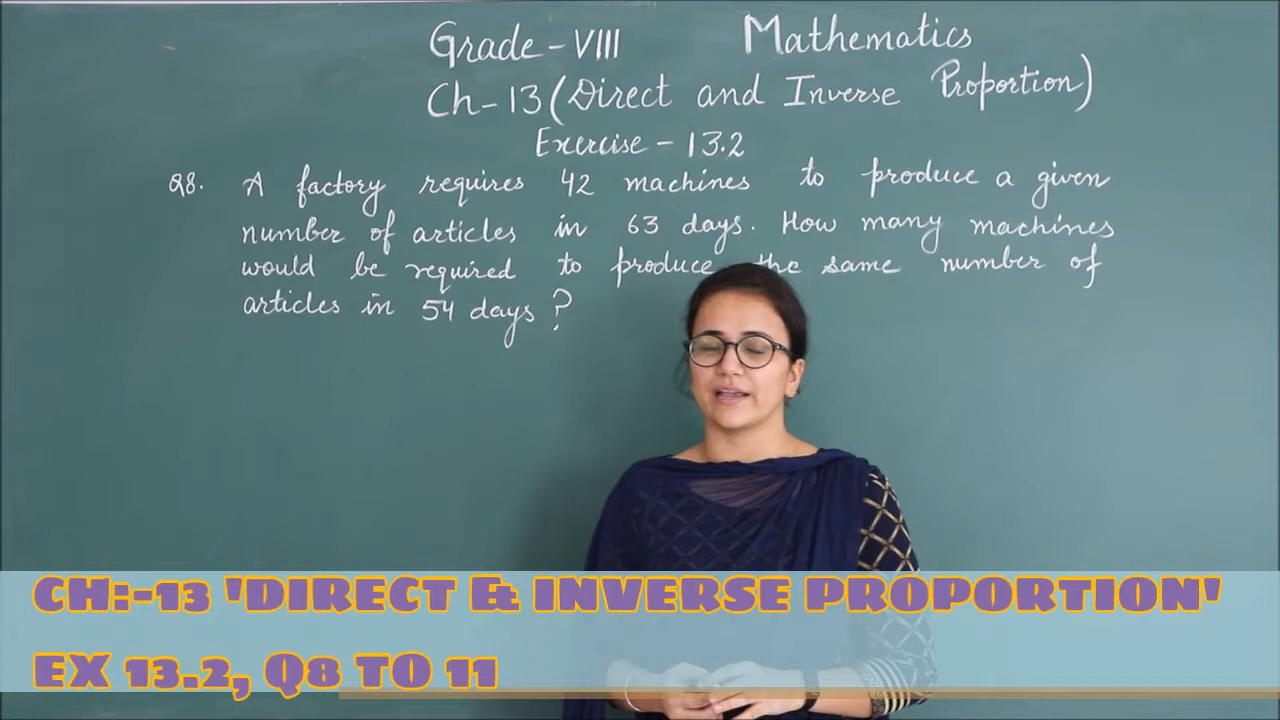 Grade-VIII Mathematics
Ch-13 (Direct and Inverse Proportion)
Exercise - 13.2
Q8. A factory requires 42 machines to produce a given
number of articles in 63 days. How many machines
would be required to produce the same number of
articles in 54 days ?
CH:-13 'DIRECT & INVERSE PROPORTION'
EX 13.2, Q8 TO 11